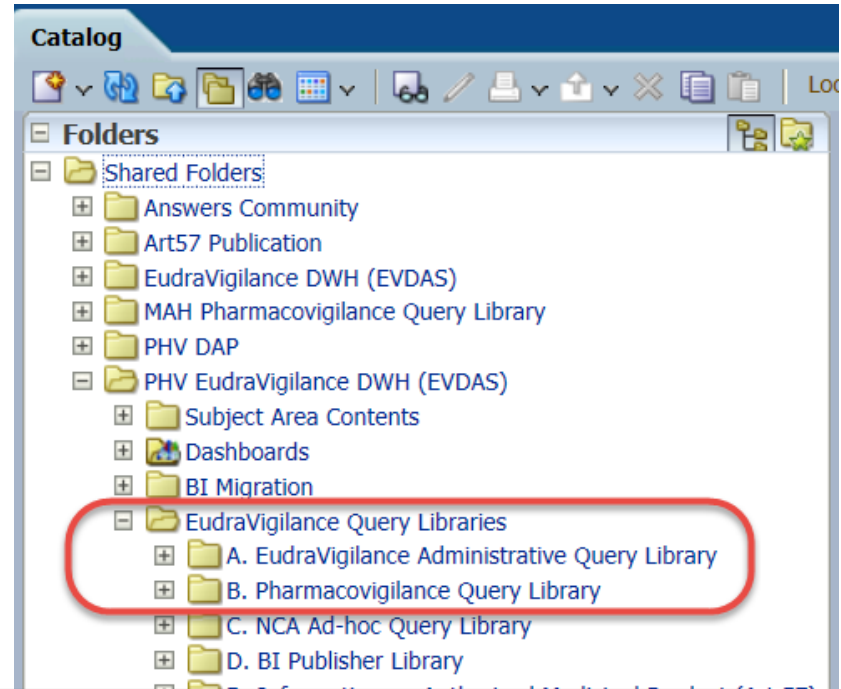 Catalog
Loc
Folders
Shared Folders
Answers Community
Art57 Publication
EudraVigilance DWH (EVDAS)
MAH Pharmacovigilance Query Library
PHV DAP
PHV EudraVigilance DWH (EVDAS)
Subject Area Contents
Dashboards
BI Migration
EudraVigilance Query Libraries
A. EudraVigilance Administrative Query Library
B. Pharmacovigilance Query Library
C. NCA Ad-hoc Query Library
D. BI Publisher Library